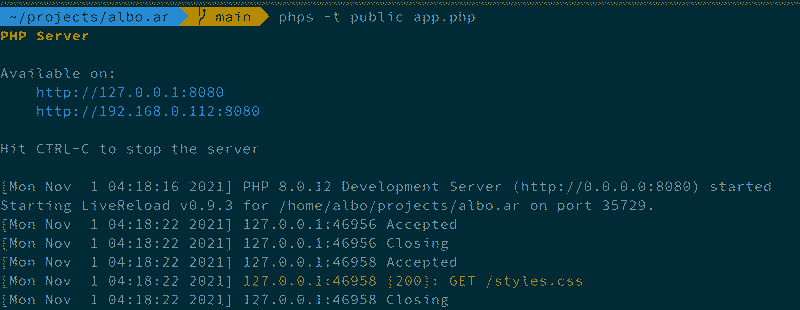 ~/projects/albo.ar main phps -t public app.php
PHP Server
Available on:
http://127.0.0.1:8080
http://192.168.0.112:8080
Hit CTRL-C to stop the server
[Mon Nov  1 04:18:16 2021] PHP 8.0.12 Development Server (http://0.0.0.0:8080) started
Starting LiveReload v0.9.3 for /home/albo/projects/albo.ar on port 35729.
[Mon Nov  1 04:18:22 2021] 127.0.0.1:46956 Accepted
[Mon Nov  1 04:18:22 2021] 127.0.0.1:46956 Closing
[Mon Nov  1 04:18:22 2021] 127.0.0.1:46958 Accepted
[Mon Nov  1 04:18:22 2021] 127.0.0.1:46958 [200]: GET /styles.css
[Mon Nov  1 04:18:22 2021] 127.0.0.1:46958 Closing